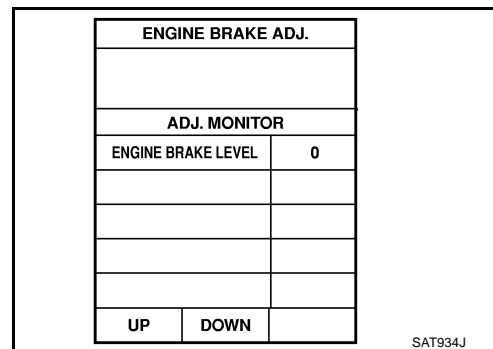 ENGINE BRAKE ADJ.
ADJ. MONITOR
ENGINE BRAKE LEVEL 0
UP DOWN
SAT934J